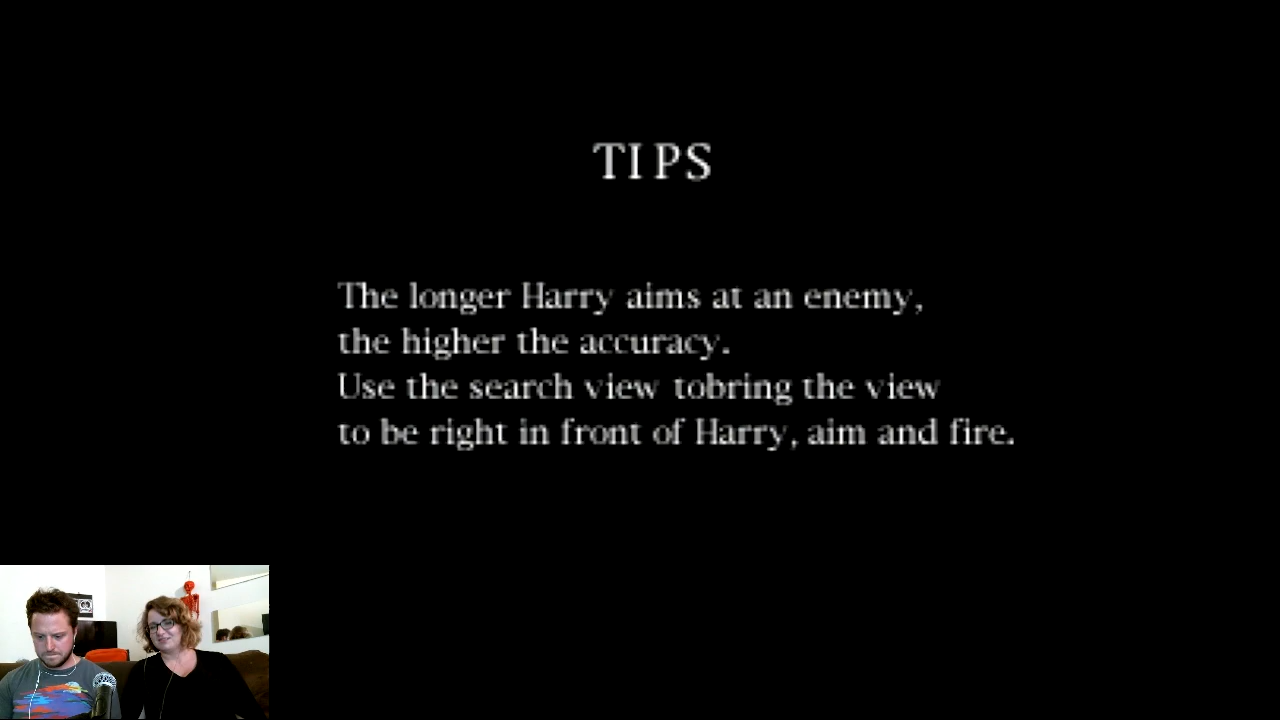 TIPS
The longer Harry aims at an enemy,
the higher the accuracy.
Use the search view tobring the view
to be right in front of Harry, aim and fire.